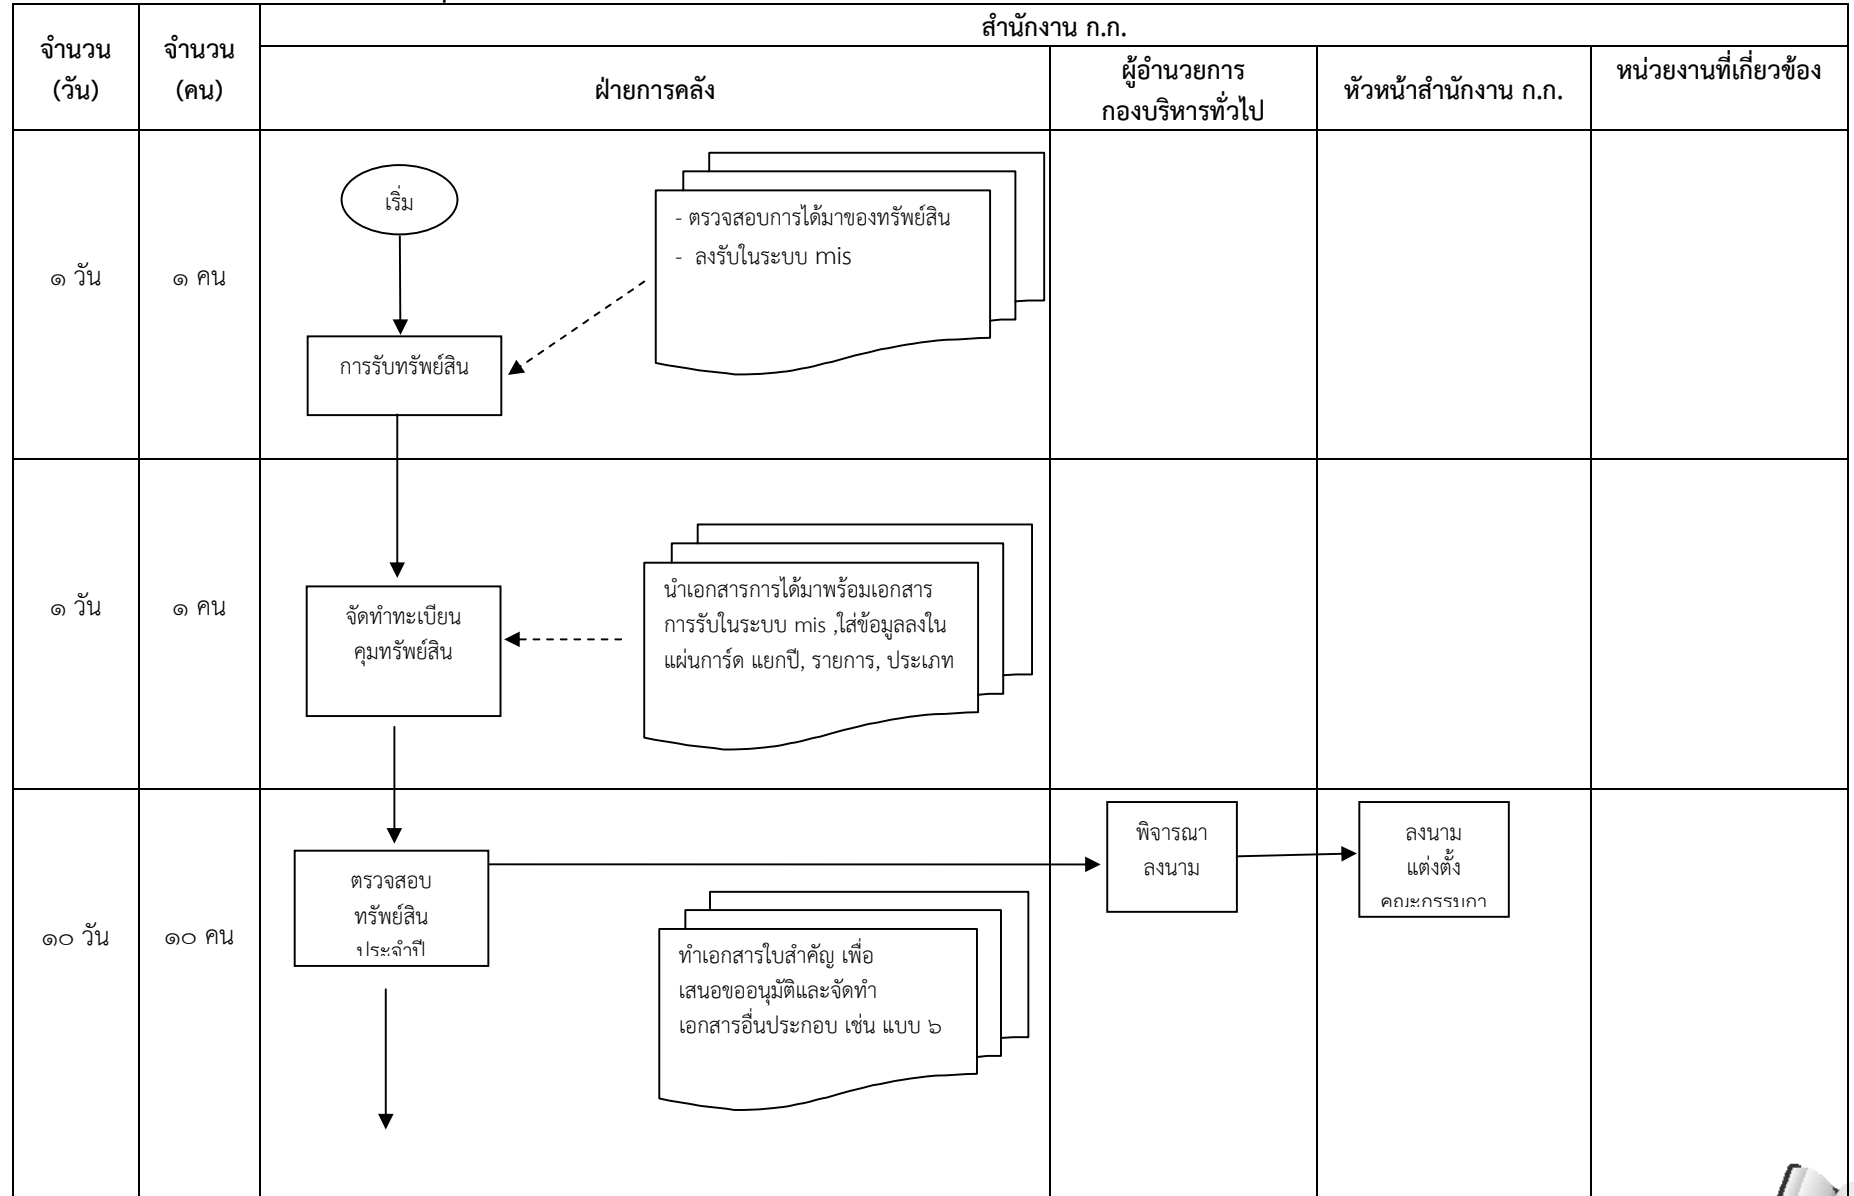 สำนักงาน ก.ก.
จำนวน
(วัน)
จำนวน
(คน)
ฝ่ายการคลัง
ผู้อำนวยการ
กองบริหารทั่วไป
หัวหน้าสำนักงาน ก.ก.
หน่วยงานที่เกี่ยวข้อง
๑ วัน
๑ คน
เริ่ม
- ตรวจสอบการได้มาของทรัพย์สิน
- ลงรับในระบบ mis
การรับทรัพย์สิน
๑ วัน
๑ คน
จัดทำทะเบียน
คุมทรัพย์สิน
นำเอกสารการได้มาพร้อมเอกสาร
การรับในระบบ mis ,ใส่ข้อมูลลงใน
แผ่นการ์ด แยกปี, รายการ, ประเภท
๑๐ วัน
๑๐ คน
ตรวจสอบ
ทรัพย์สิน
ประจำปี
พิจารณา
ลงนาม
ลงนาม
แต่งตั้ง
คณะกรรมกา
ทำเอกสารใบสำคัญ เพื่อ
เสนอขออนุมัติและจัดทำ
เอกสารอื่นประกอบ เช่น แบบ ๖